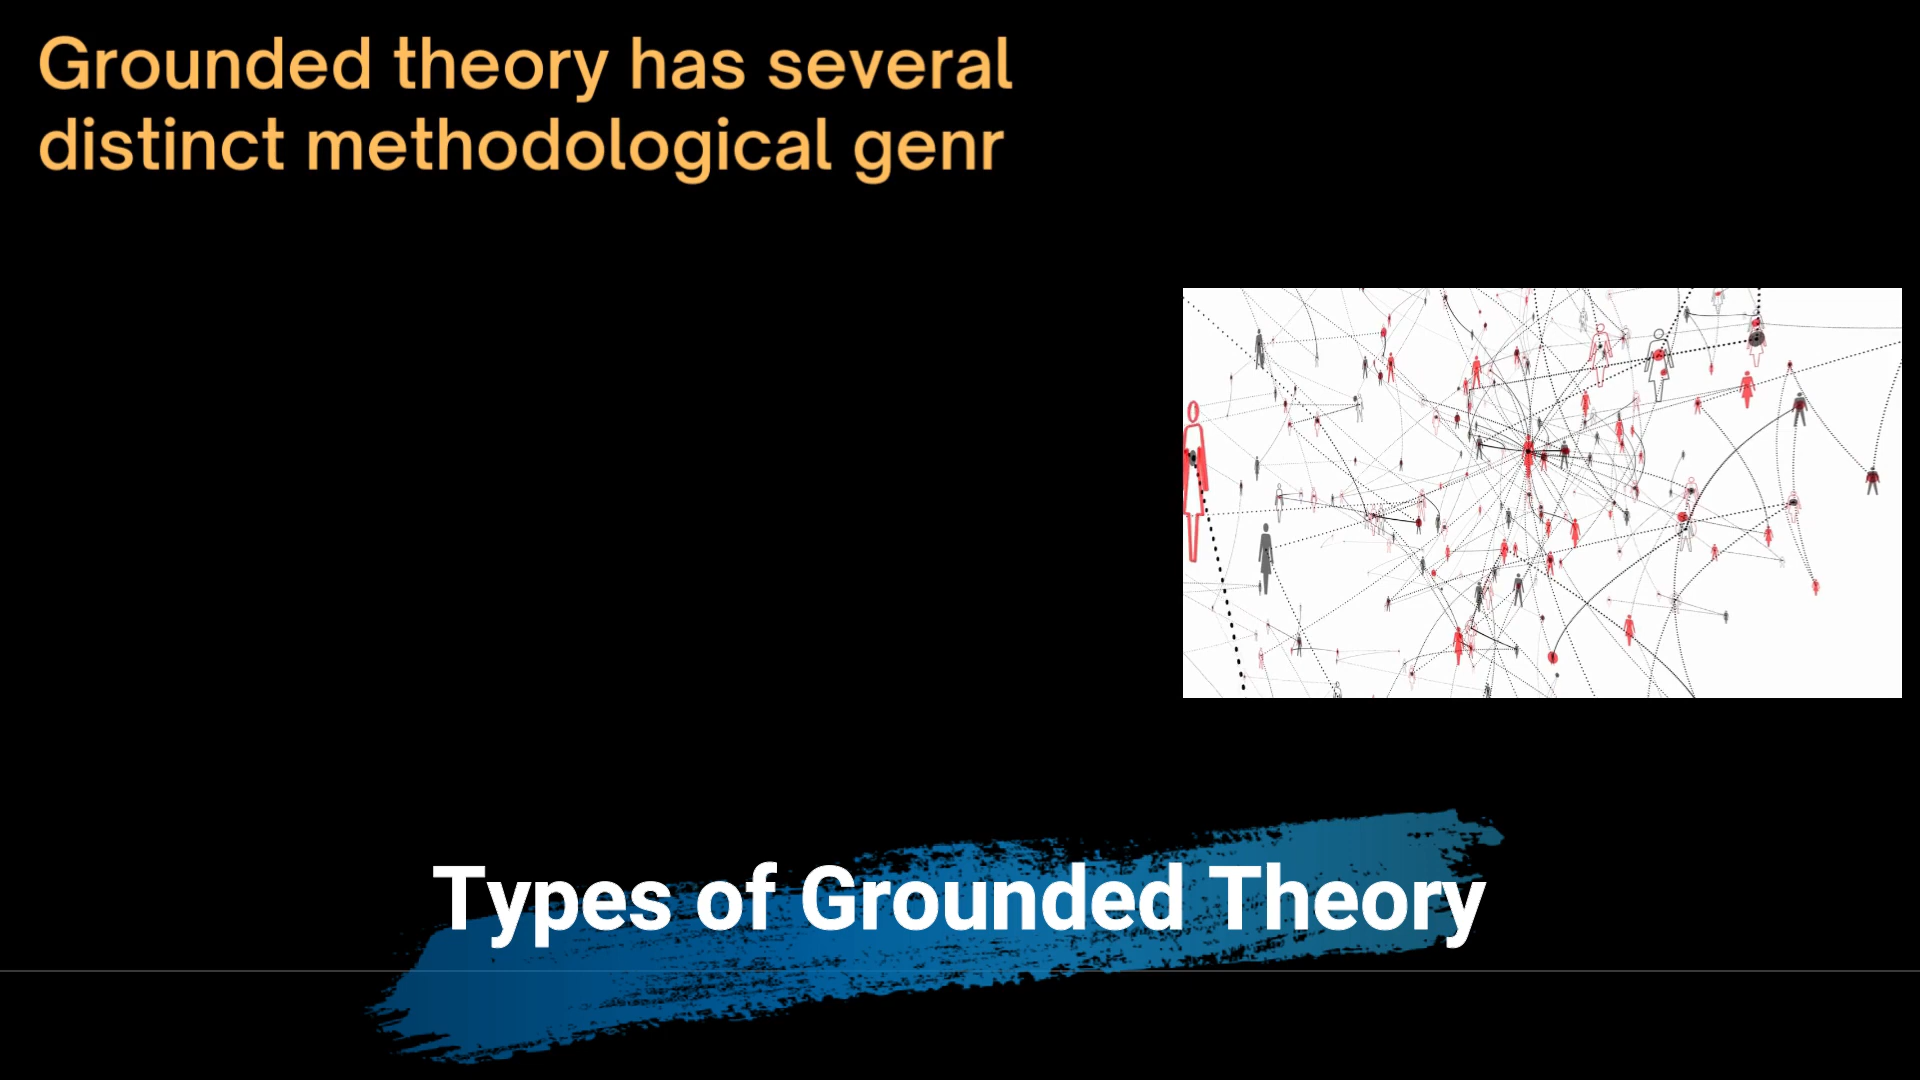 Grounded theory has several
distinct methodological genr
Types of Grounded Theory